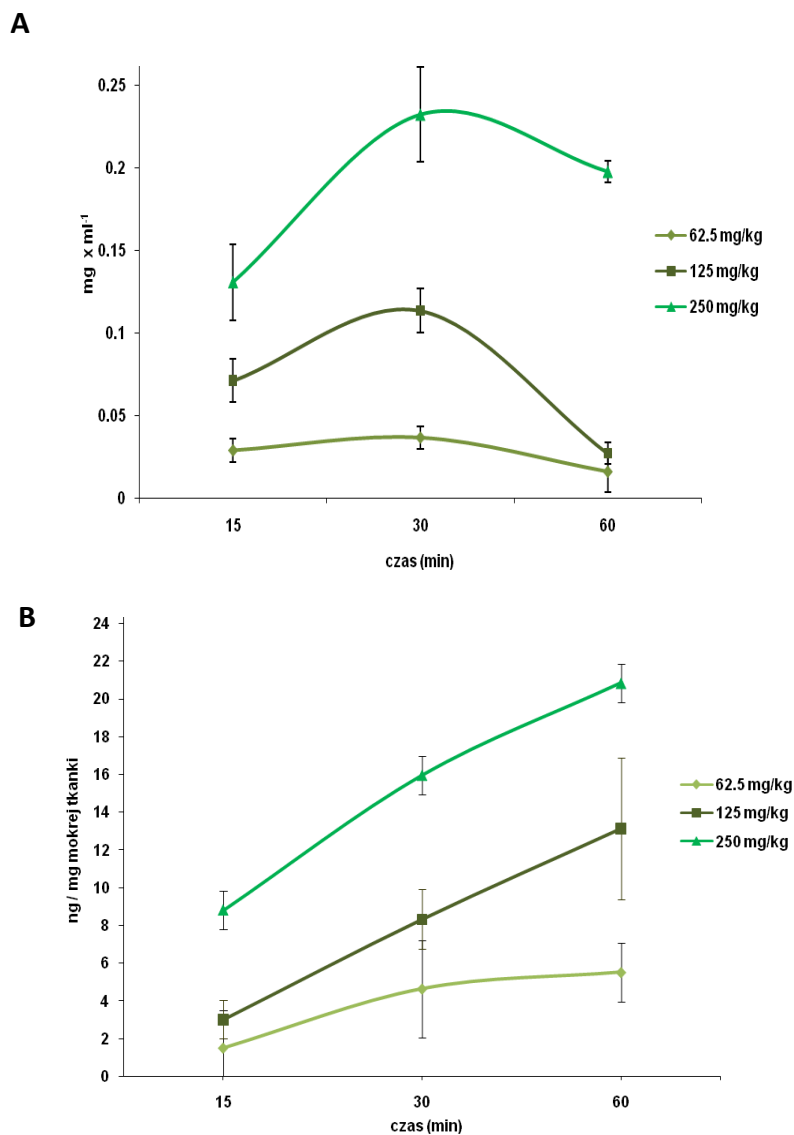 A
mg x ml-1
0.25
0.2
0.15
0.1
0.05
0
15 30 60
czas (min)
62.5 mg/kg
125 mg/kg
250 mg/kg
B
ng / mg mokrej tkanki
24
22
20
18
16
14
12
10
8
6
4
2
0
15 30 60
czas (min)
62.5 mg/kg
125 mg/kg
250 mg/kg